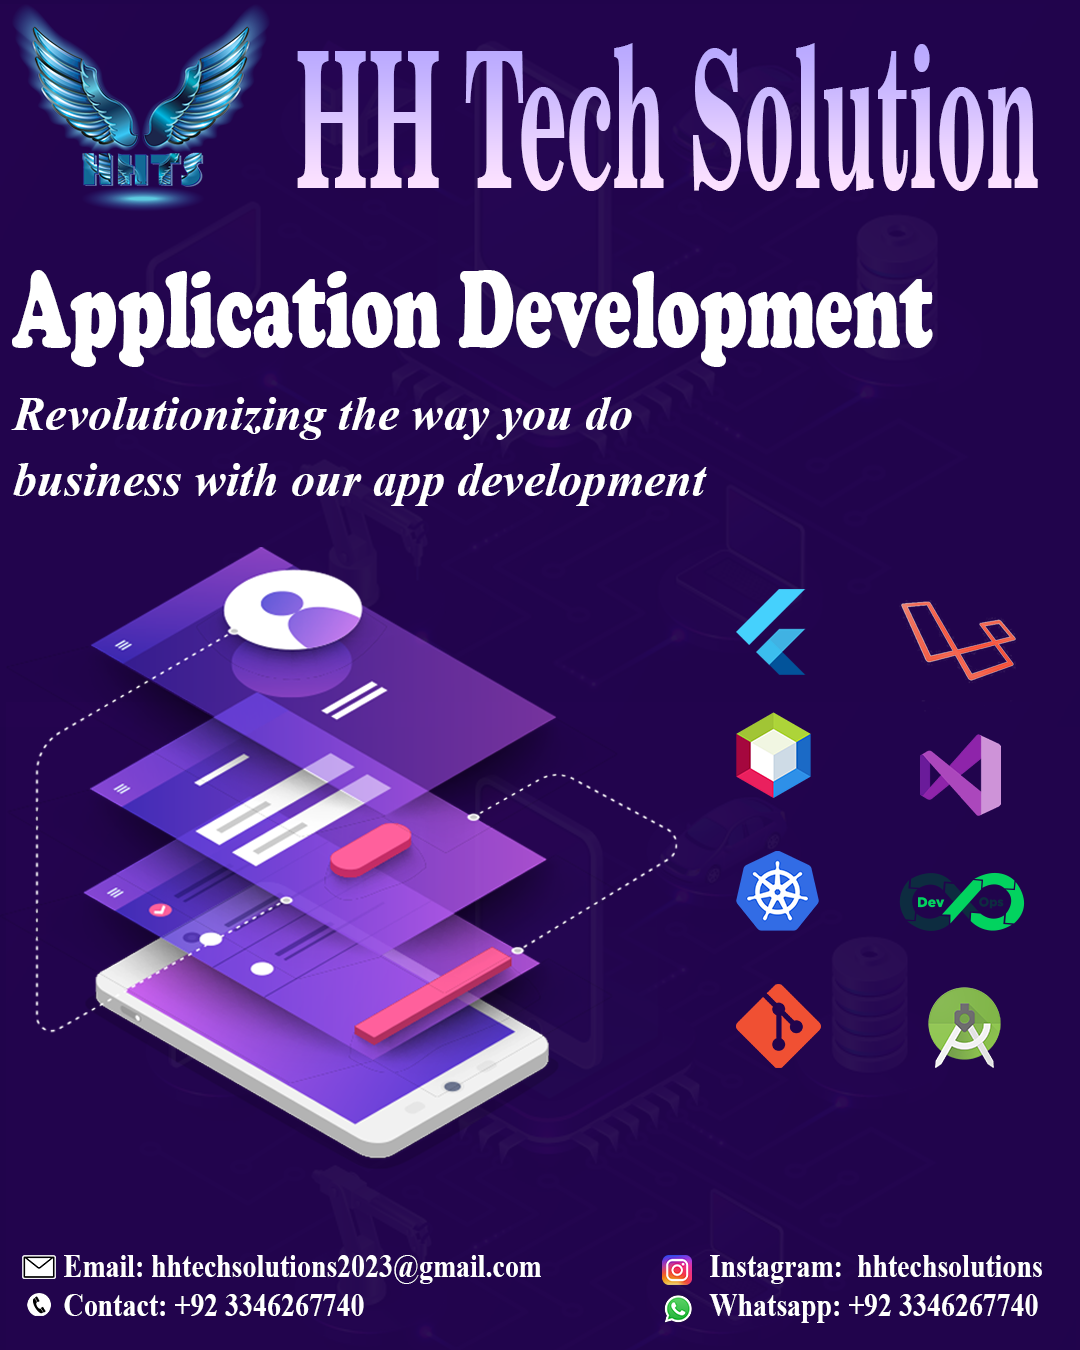 HHTS
HH Tech Solution
Application Development
Revolutionizing the way you do
business with our app development
Dev Ops
Email: hhtechsolutions2023@gmail.com
Contact: +92 3346267740
Instagram: hhtechsolutions
Whatsapp: +92 3346267740